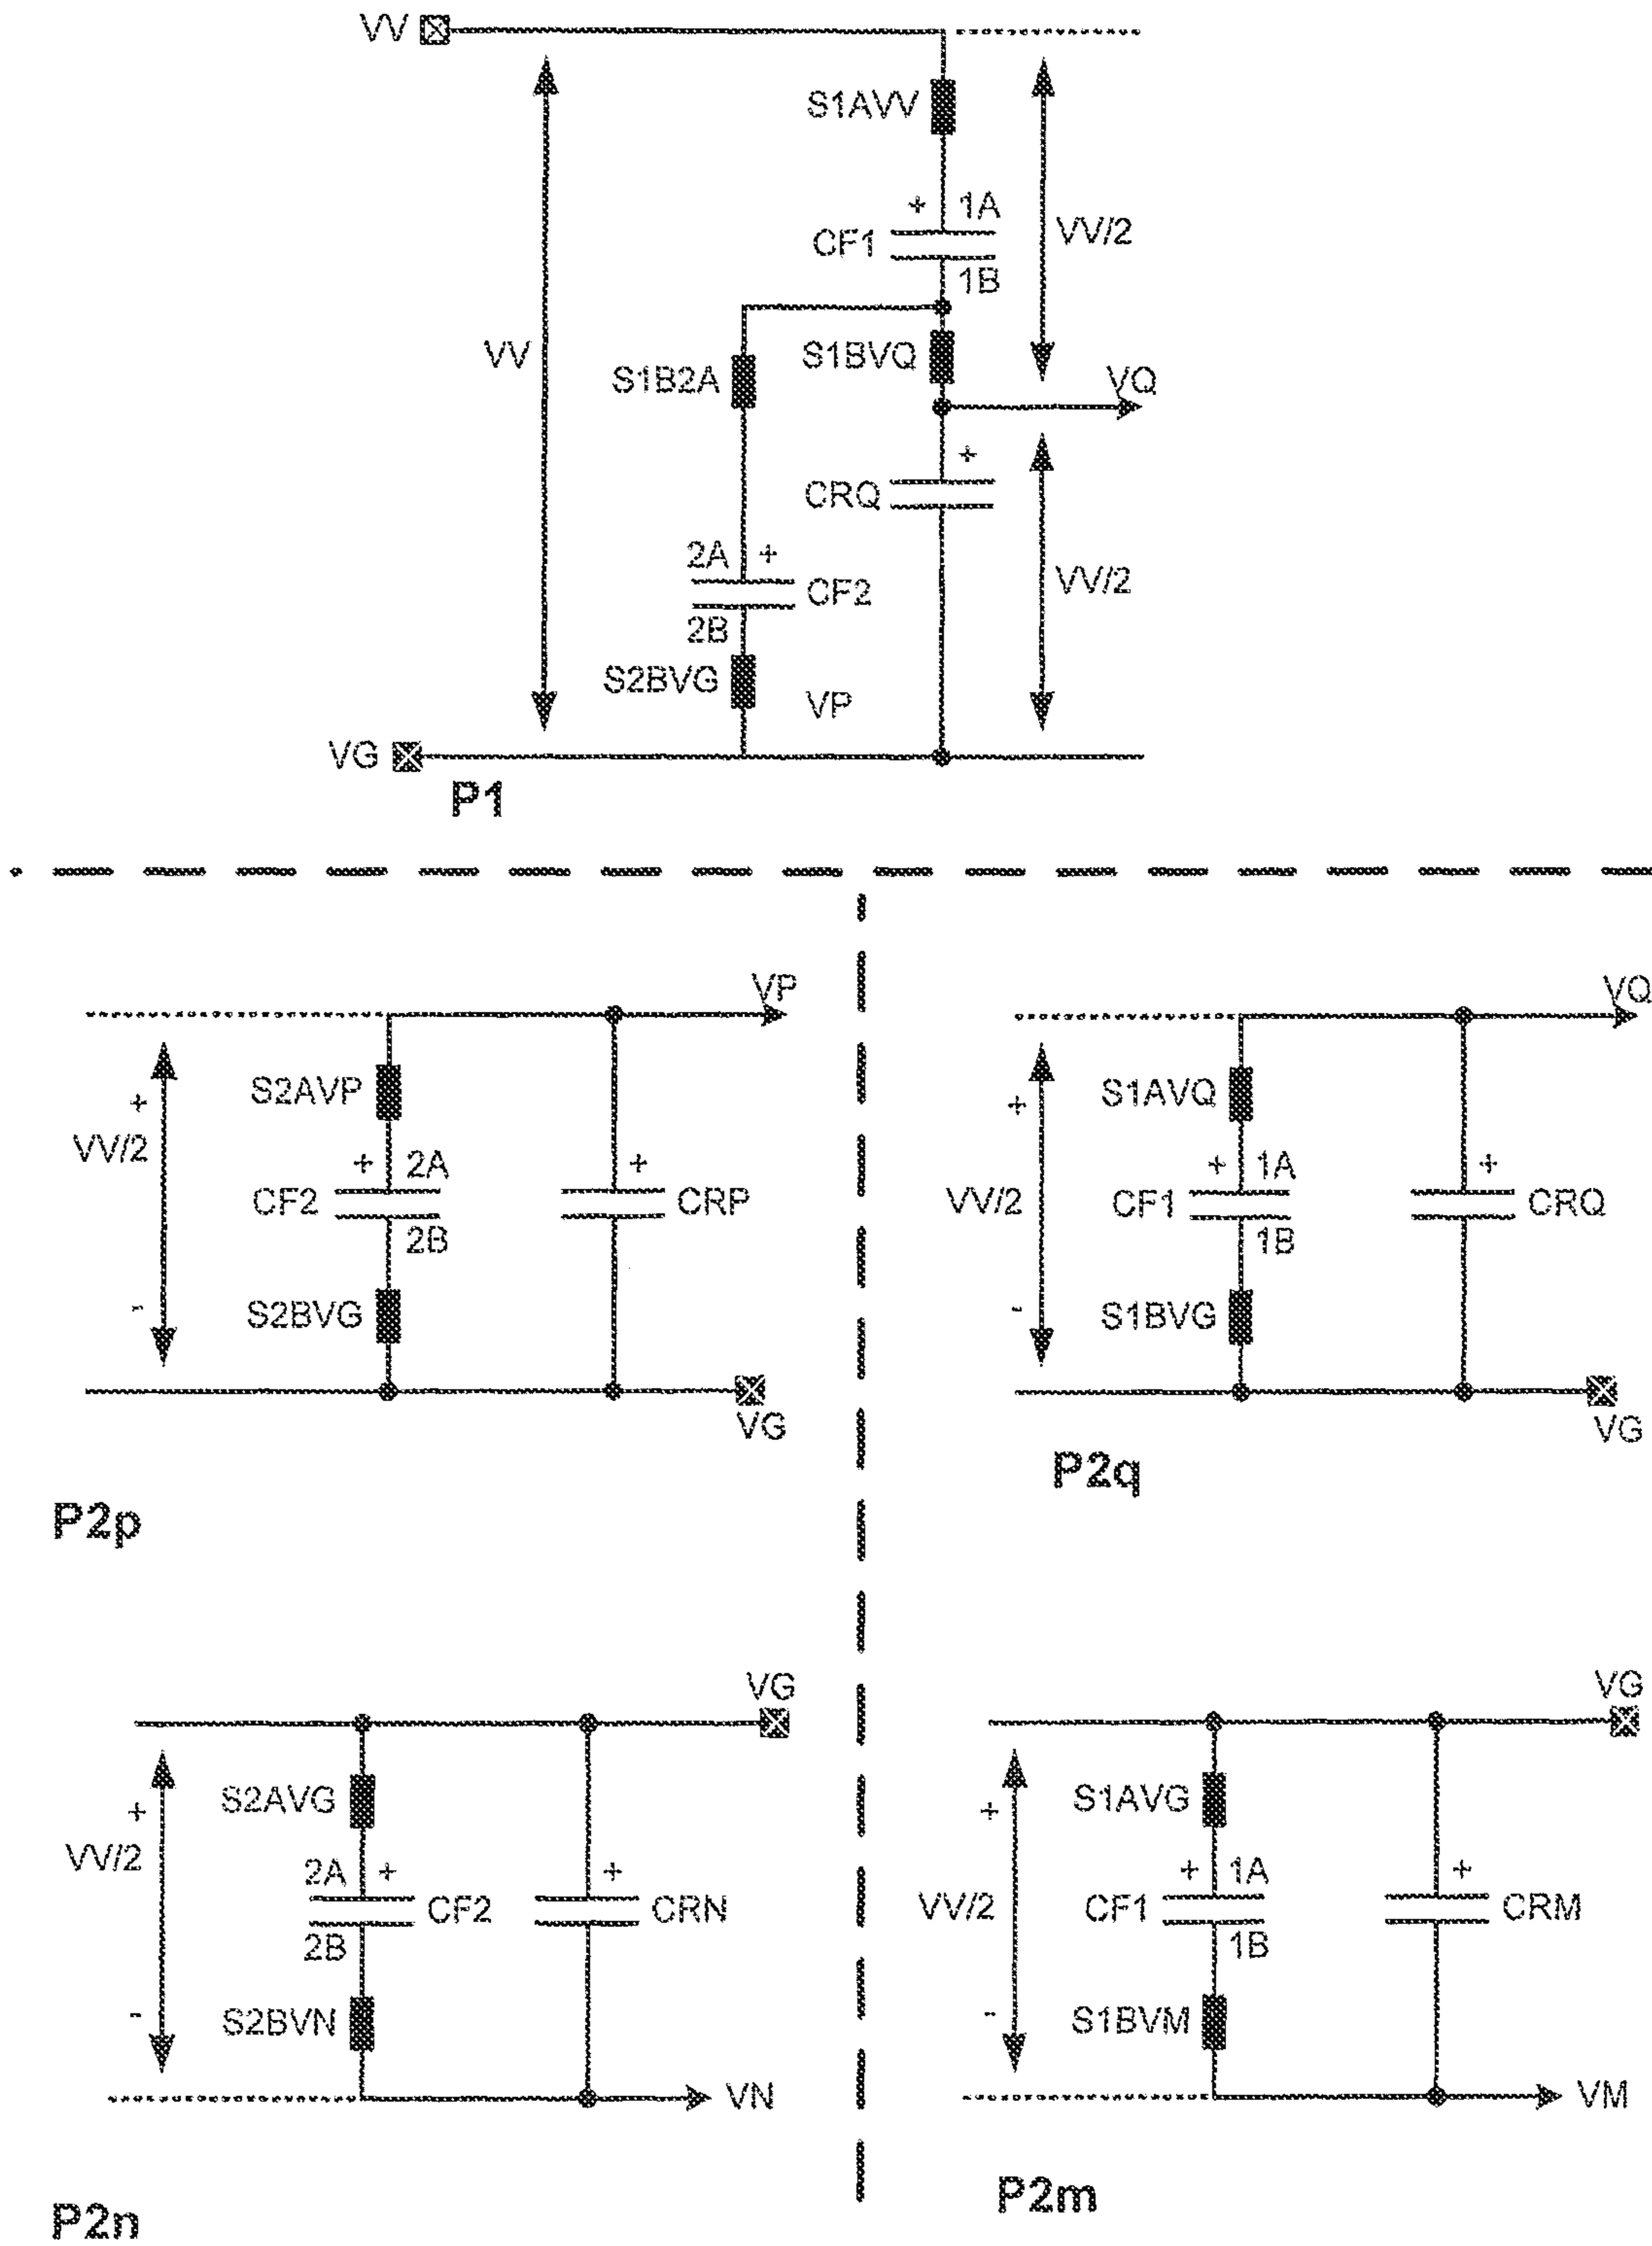 VV
S1AVV
+ 1A
CF1
VV/2
1B
VV
S1B2A
S1BVQ
VQ
+
CRQ
2A +
CF2
VV/2
2B
S2BVG
VP
VG
P1
VP
S2AVP
+
VV/2
+ 2A
+
CF2
CRP
2B
-
S2BVG
VG
P2p
VQ
S1AVQ
+
VV/2
+ 1A
+
CF1
CRQ
1B
-
S1BVG
VG
P2q
VG
S2AVG
+
VV/2
2A +
+
CF2
CRN
2B
-
S2BVN
VN
P2n
VG
S1AVG
+
VV/2
+ 1A
+
CF1
CRM
1B
-
S1BVM
VM
P2m